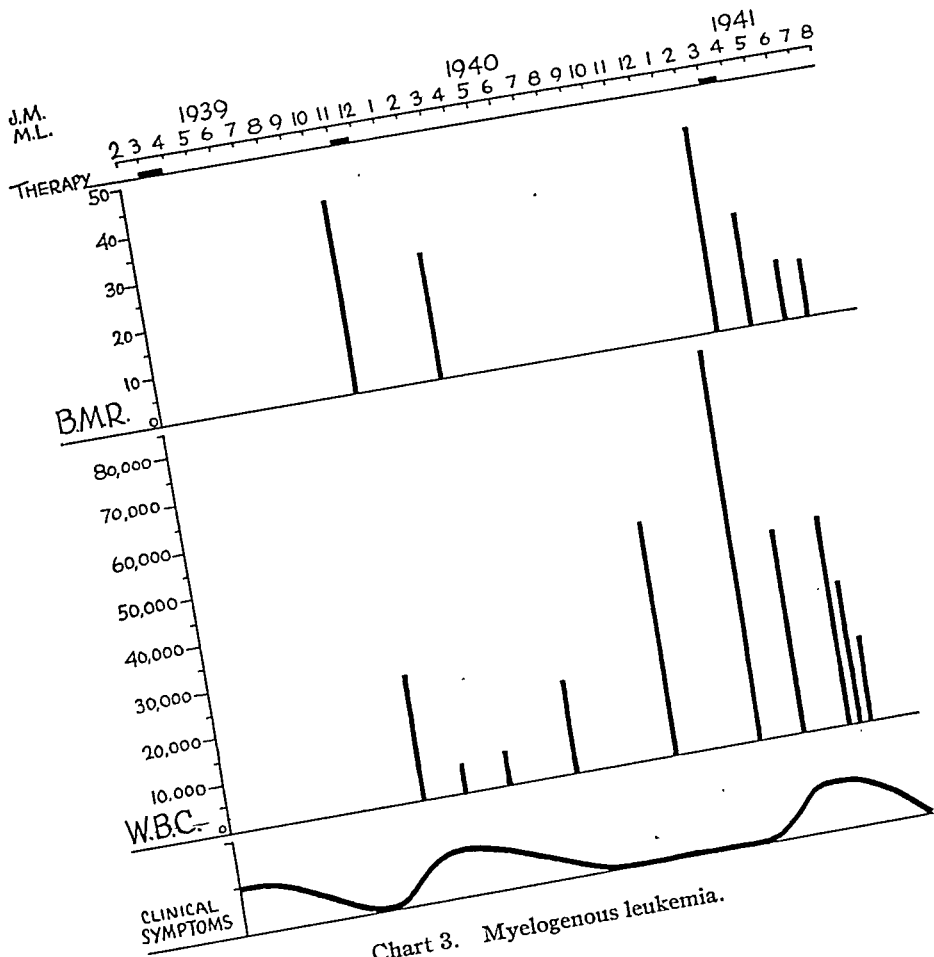 J.M.
M.L.
1939 1940 1941
2 3 4 5 6 7 8 9 10 11 12 1 2 3 4 5 6 7 8 9 10 11 12 1 2 3 4 5 6 7 8
THERAPY
50
40
30
20
10
0
B.M.R.
80,000
70,000
60,000
50,000
40,000
30,000
20,000
10,000
0
W.B.C.
CLINICAL
SYMPTOMS
Chart 3. Myelogenous leukemia.